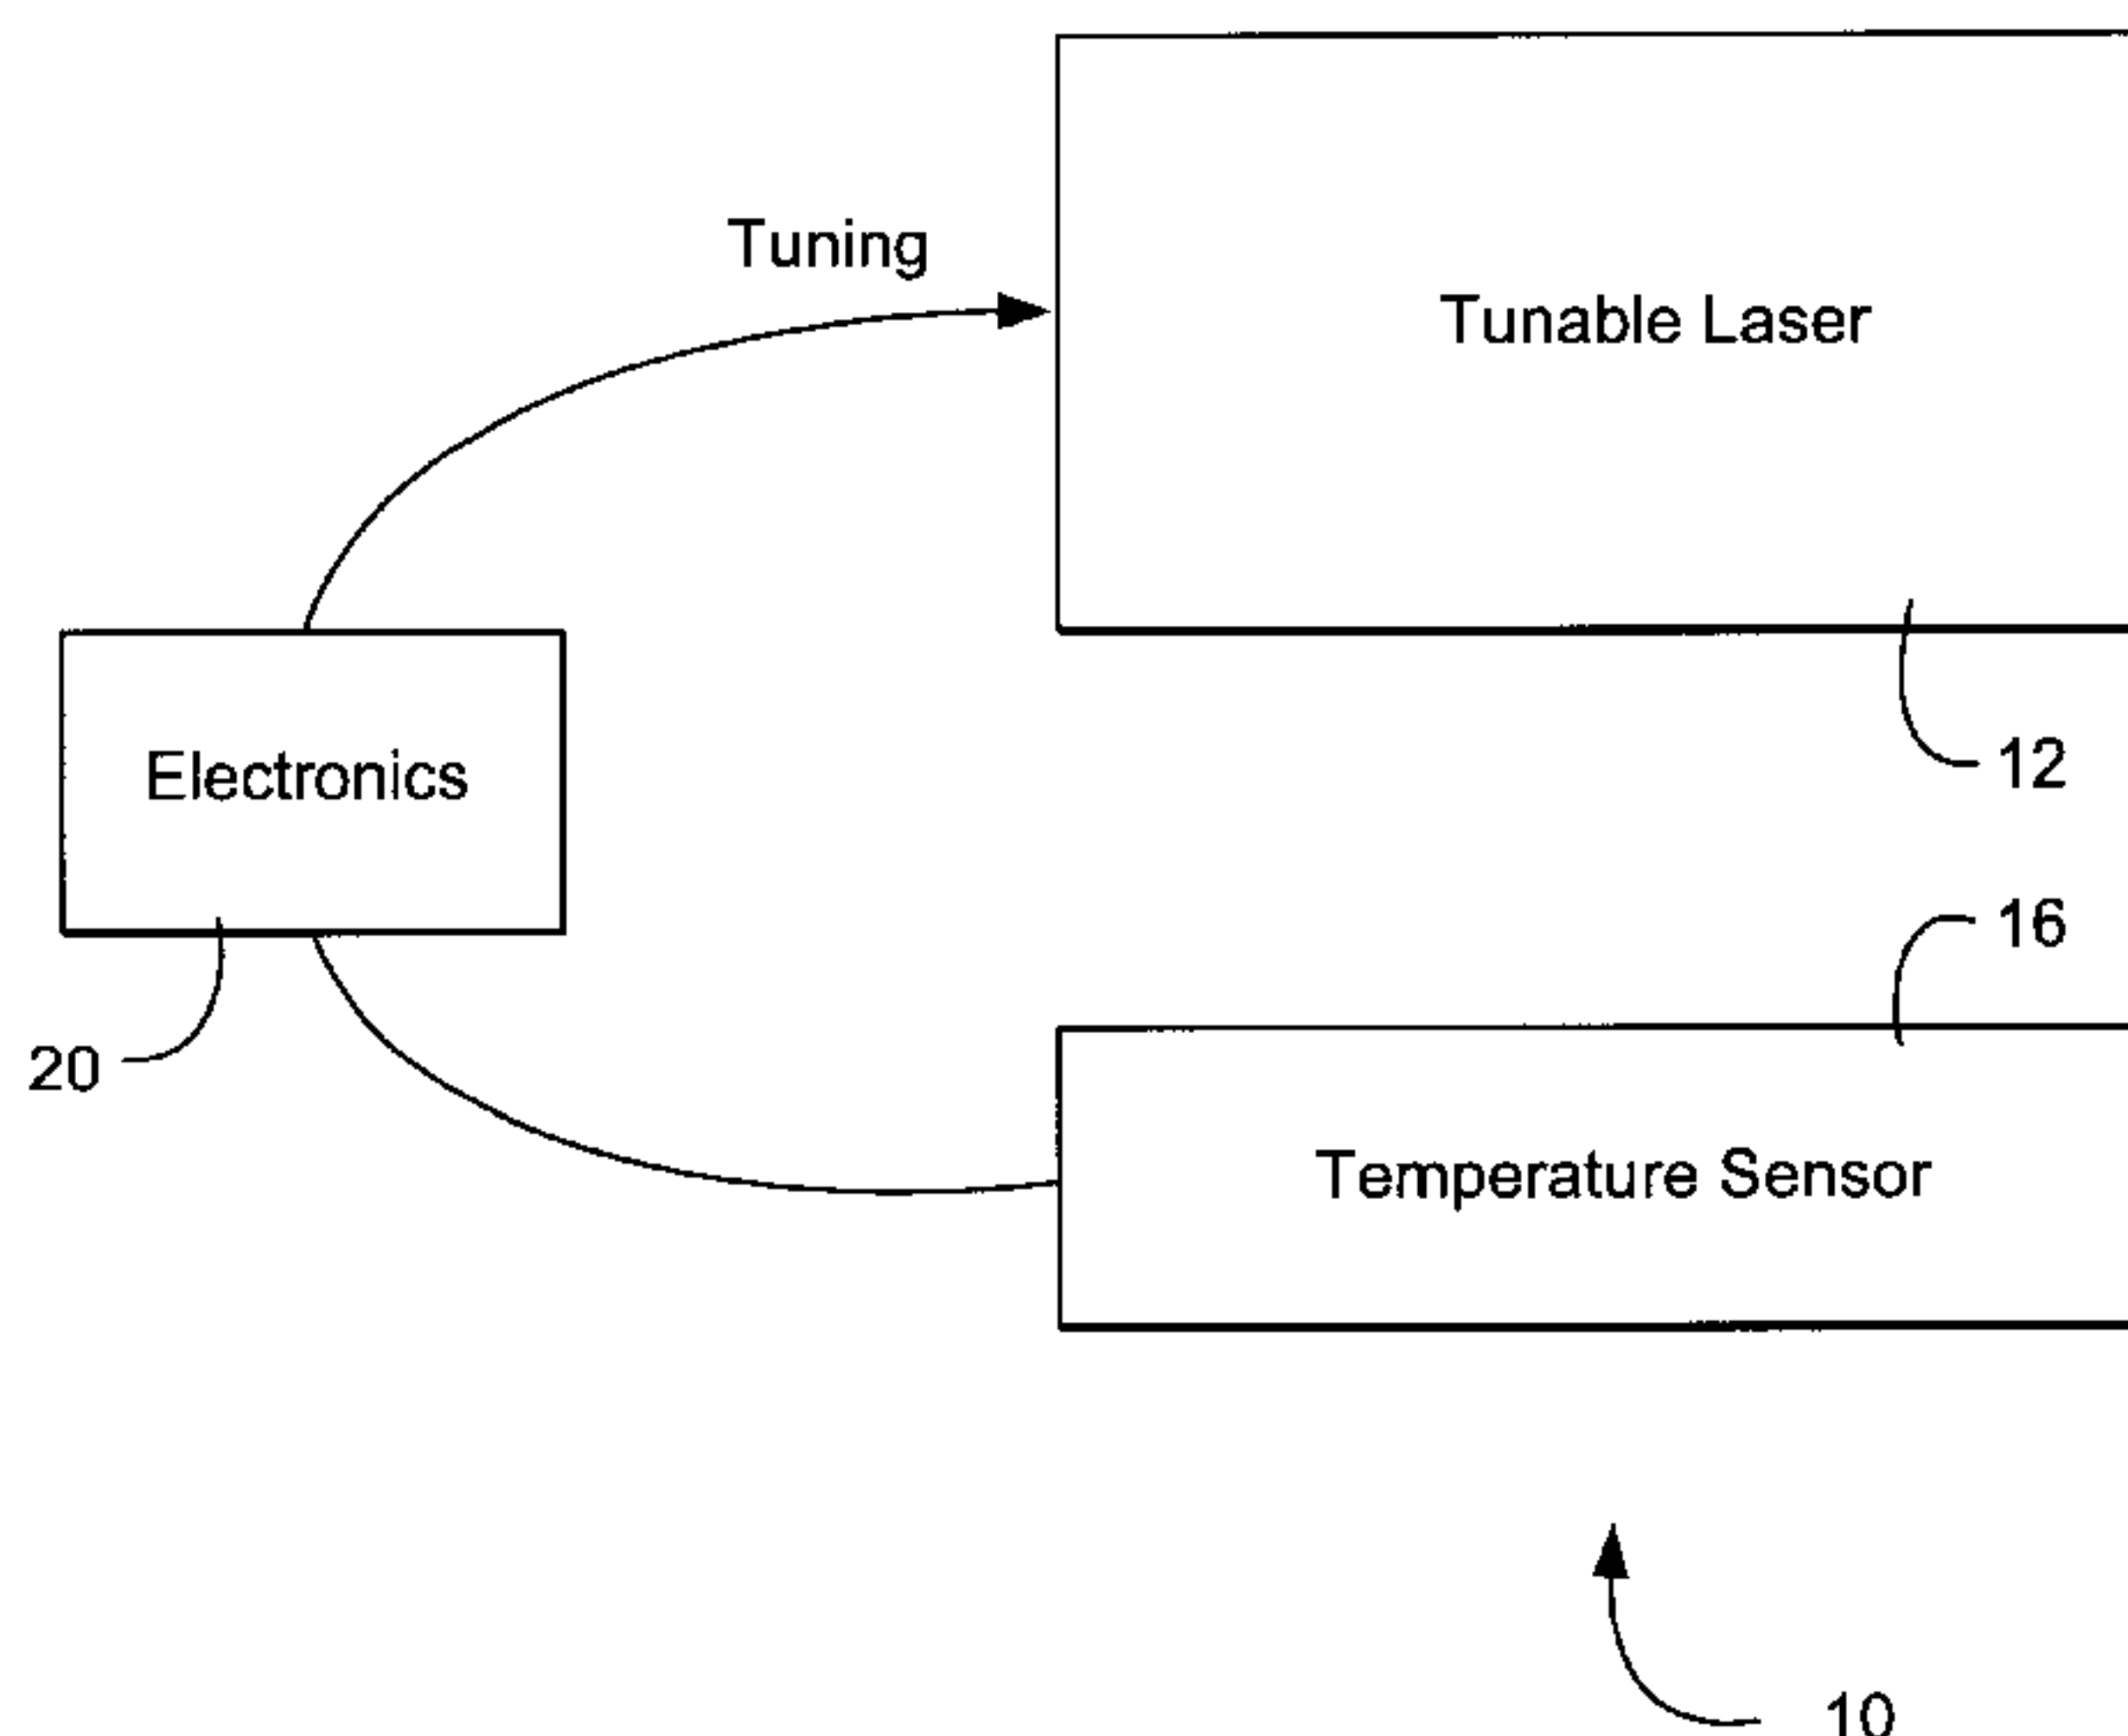 Tuning
Tunable Laser
Electronics
12
16
20
Temperature Sensor
10